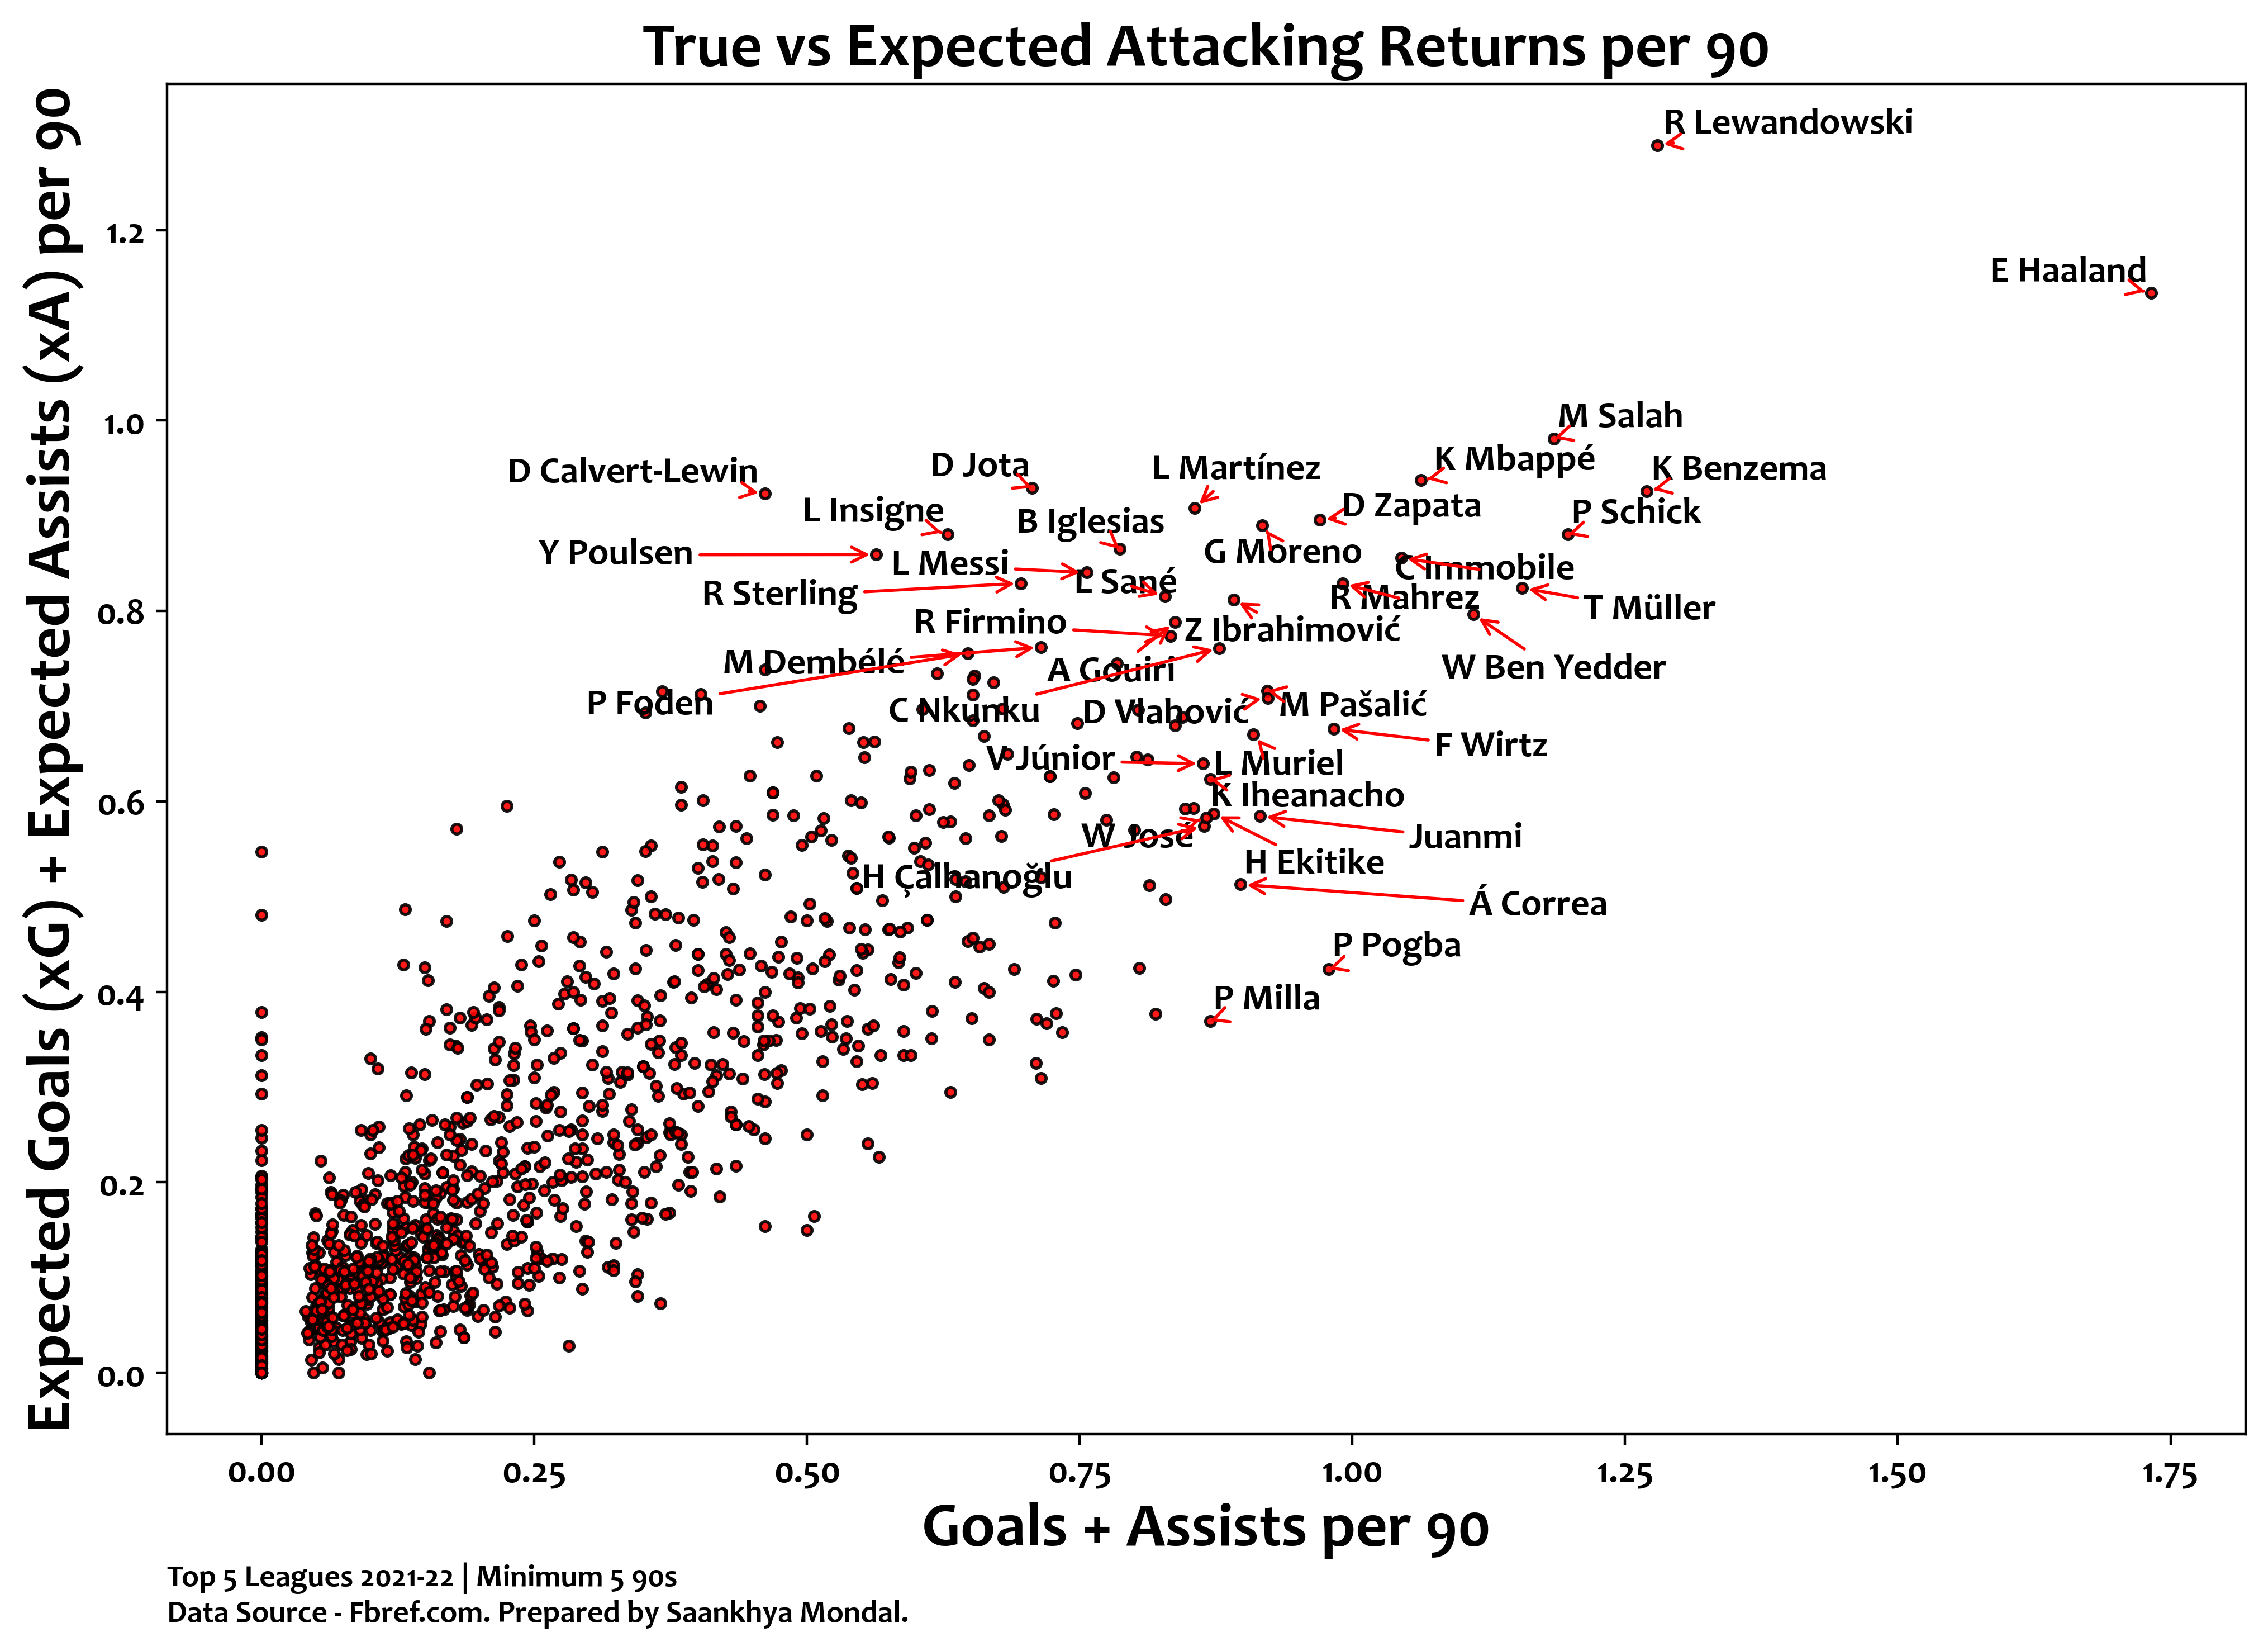 True vs Expected Attacking Returns per 90
Expected Goals (xG) + Expected Assists (xA) per 90
R Lewandowski
1.2
E Haaland
M Salah
1.0
K Mbappé
D Jota
L Martínez
K Benzema
D Calvert-Lewin
D Zapata
L Insigne
P Schick
B Iglesias
Y Poulsen
G Moreno
L Messi
C Immobile
L Sané
R Sterling
R Mahrez
0.8
T Müller
R Firmino
Z Ibrahimović
M Dembélé
A Gouiri
W Ben Yedder
P Foden
C Nkunku
D Vlahović
M Pašalić
F Wirtz
V Júnior
L Muriel
0.6
K Iheanacho
W José
Juanmi
H Ekitike
H Çalhanoğlu
Á Correa
P Pogba
0.4
P Milla
0.2
0.0
0.00 0.25 0.50 0.75 1.00 1.25 1.50 1.75
Goals + Assists per 90
Top 5 Leagues 2021-22 | Minimum 5 90s
Data Source - Fbref.com. Prepared by Saankhya Mondal.